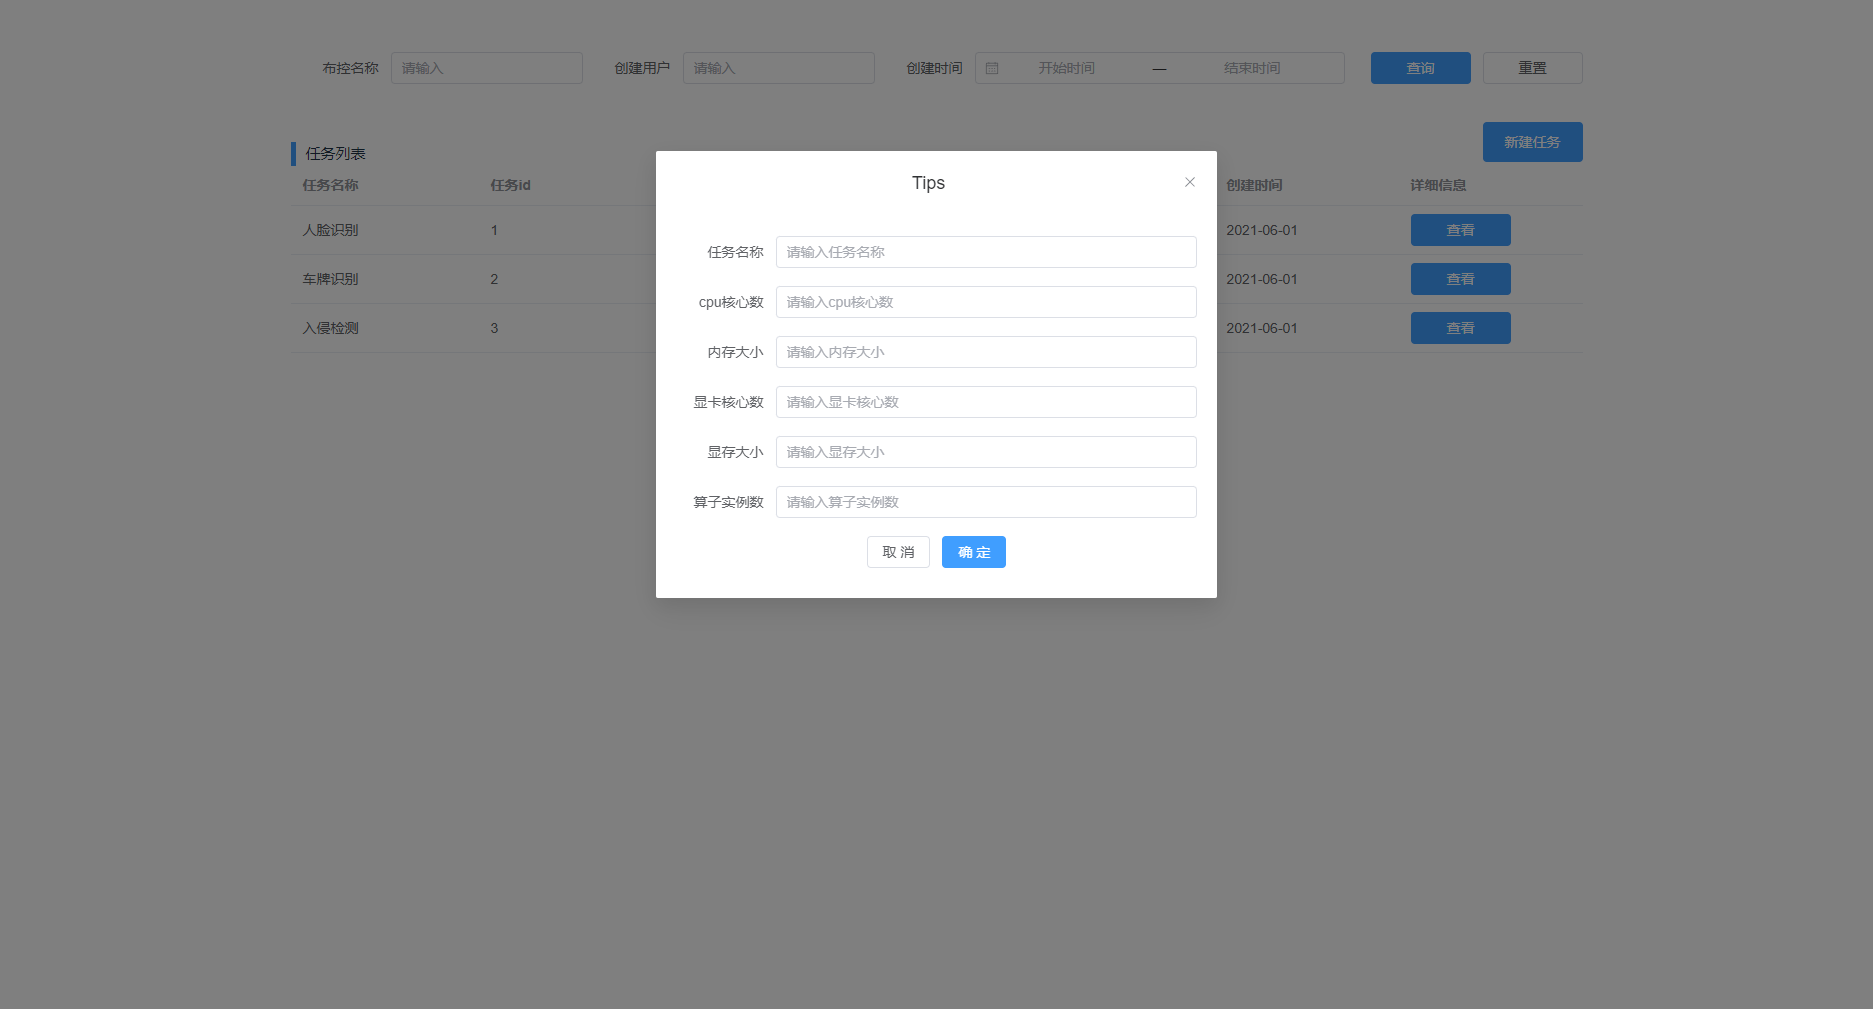 布控名称 请输入 创建用户 请输入 创建时间 开始时间 — 结束时间 查询 重置
新建任务
任务列表
任务名称 任务id 创建时间 详细信息
人脸识别 1 2021-06-01 查看
车牌识别 2 2021-06-01 查看
入侵检测 3 2021-06-01 查看
Tips
任务名称 请输入任务名称
cpu核心数 请输入cpu核心数
内存大小 请输入内存大小
显卡核心数 请输入显卡核心数
显存大小 请输入显存大小
算子实例数 请输入算子实例数
取 消 确 定